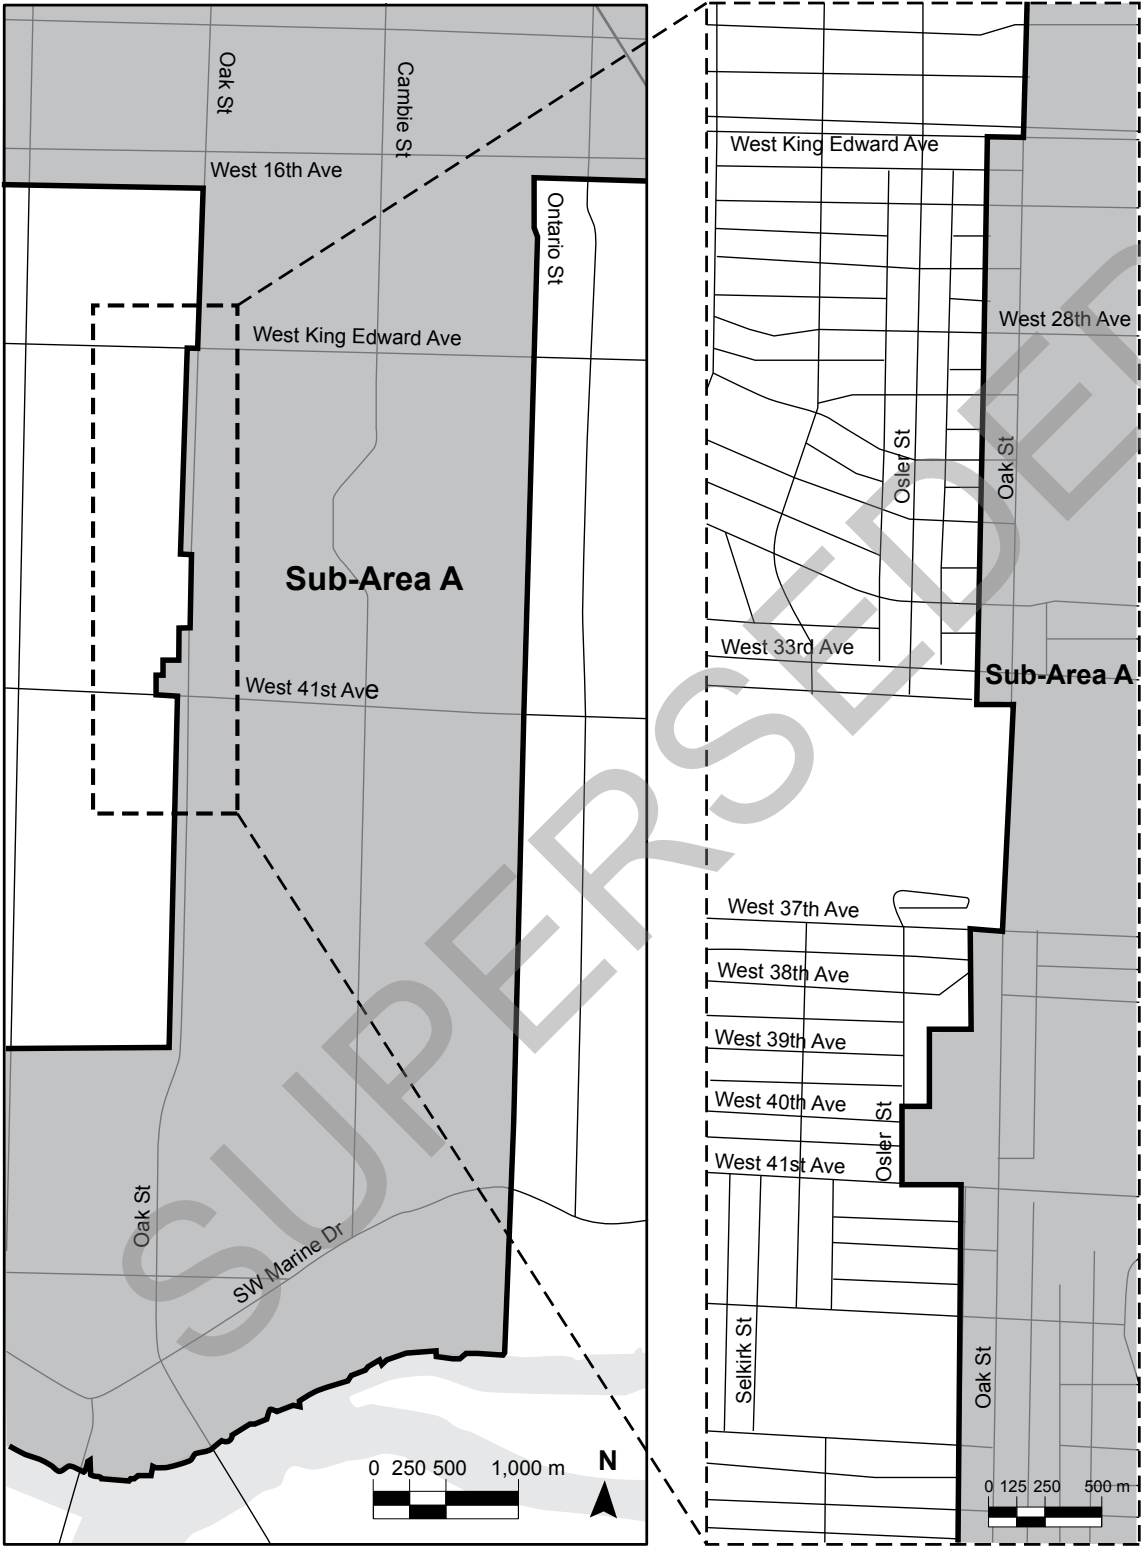 Oak St
Cambie St
West 16th Ave
Ontario St
West King Edward Ave
Sub-Area A
West 41st Ave
Oak St
SW Marine Dr
0 250 500 1,000 m
N
West King Edward Ave
West 28th Ave
Osler St
Oak St
West 33rd Ave
Sub-Area A
West 37th Ave
West 38th Ave
West 39th Ave
West 40th Ave
Osler St
West 41st Ave
Selkirk St
Oak St
0 125 250 500 m
SUPERSEDED